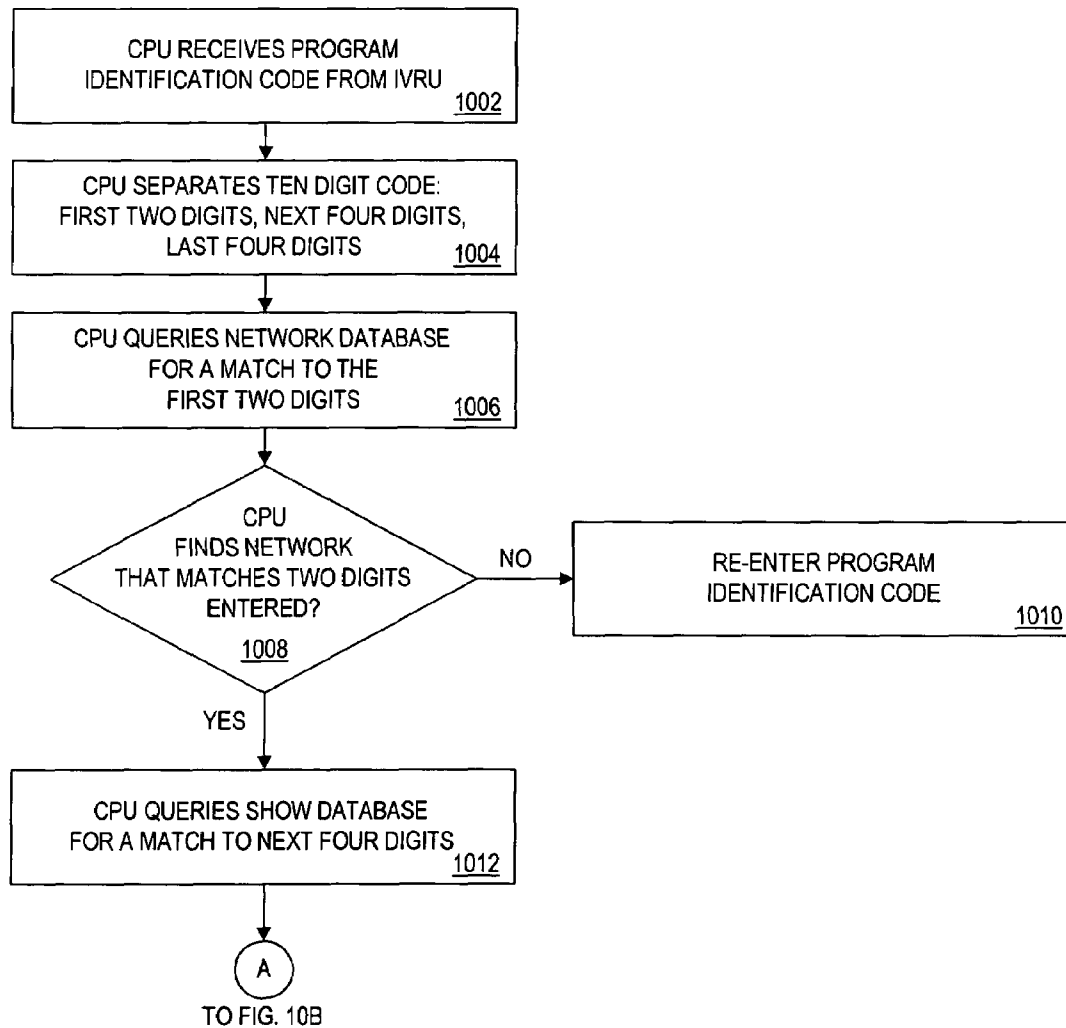 CPU RECEIVES PROGRAM
IDENTIFICATION CODE FROM IVRU
1002
CPU SEPARATES TEN DIGIT CODE:
FIRST TWO DIGITS, NEXT FOUR DIGITS,
LAST FOUR DIGITS
1004
CPU QUERIES NETWORK DATABASE
FOR A MATCH TO THE
FIRST TWO DIGITS
1006
CPU
FINDS NETWORK
THAT MATCHES TWO DIGITS
ENTERED?
1008
NO
RE-ENTER PROGRAM
IDENTIFICATION CODE
1010
YES
CPU QUERIES SHOW DATABASE
FOR A MATCH TO NEXT FOUR DIGITS
1012
A
TO FIG. 10B